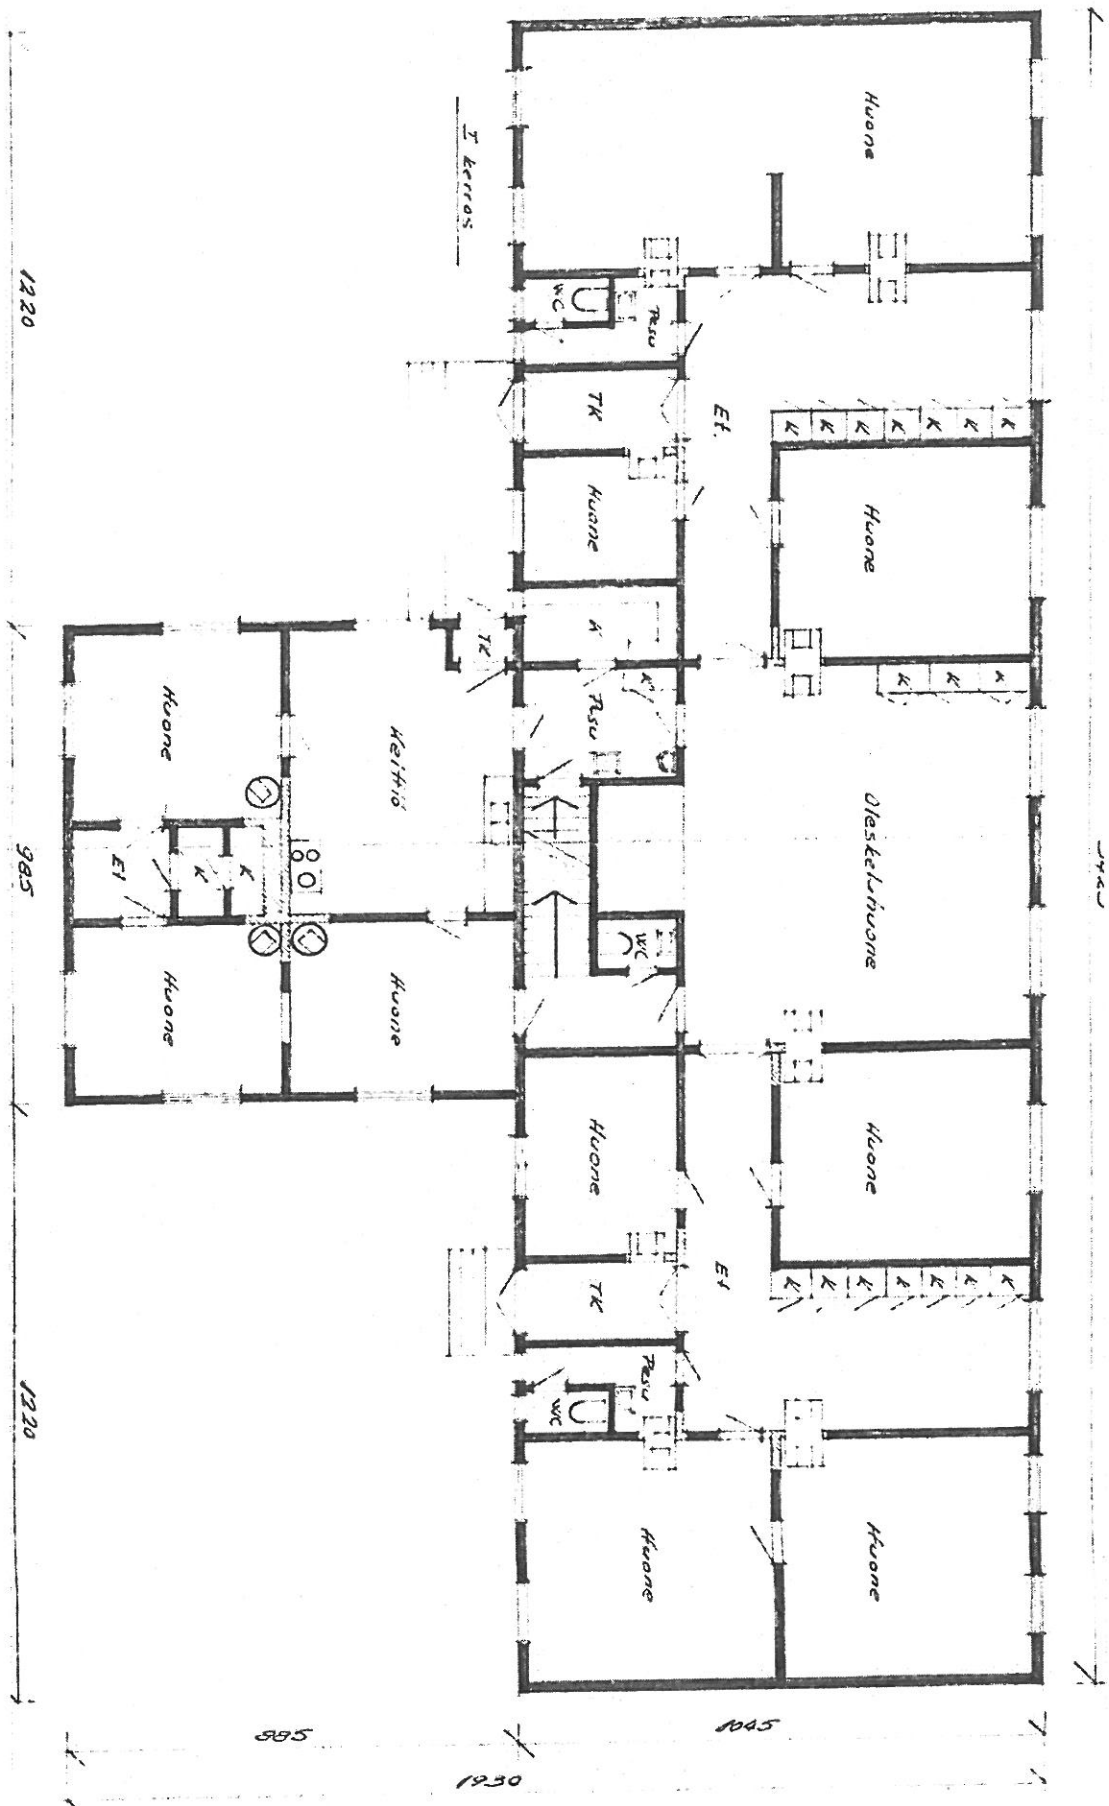 I kerros
Huone
WC
Pesu
TK
Et.
K
K
K
K
K
K
K
Huone
Huone
K
TK
K
Pesu
K
K
K
Huone
Keittiö
Oleskeluhuone
Et
K
K
WC
Huone
Huone
Huone
Huone
Et
TK
K
K
K
K
K
K
K
Pesu
WC
Huone
Huone
1220
985
1220
885
1045
1930